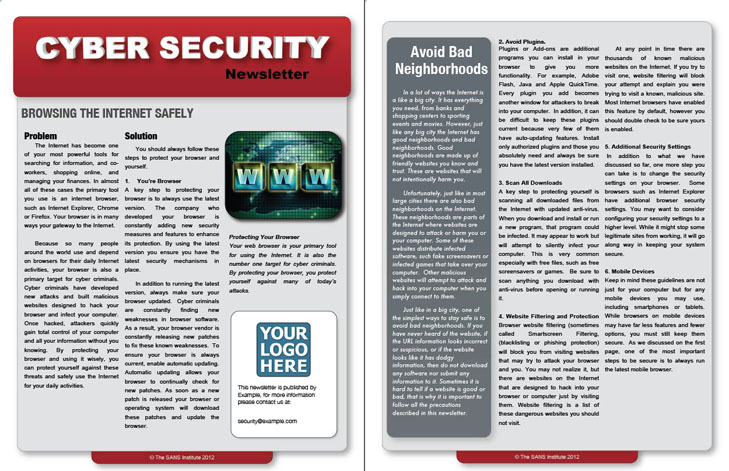 CYBER SECURITY
Newsletter
BROWSING THE INTERNET SAFELY
Problem
The Internet has become one
of your most powerful tools for
searching for information, and co-
workers, shopping online, and
managing your finances. In almost
all of these cases the primary tool
you use is an internet browser,
such as Internet Explorer, Chrome
or Firefox. Your browser is in many
ways your gateway to the Internet.
Because so many people
around the world use and depend
on browsers for their daily Internet
activities, your browser is also a
primary target for cyber criminals.
Cyber criminals have developed
new attacks and built malicious
websites designed to hack your
browser and infect your computer.
Once hacked, attackers quickly
gain total control of your computer
and all your information without you
knowing. By protecting your
browser and using it wisely, you
can protect yourself against these
threats and safely use the Internet
for your daily activities.
Solution
You should always follow these
steps to protect your browser and
yourself.
1. You're Browser
A key step to protecting your
browser is to always use the latest
version. The company who
developed your browser is
constantly adding new security
measures and features to enhance
its protection. By using the latest
version you ensure you have the
latest security mechanisms in
place.
In addition to running the latest
version, always make sure your
browser updated. Cyber criminals
are constantly finding new
weaknesses in browser software.
As a result, your browser vendor is
constantly releasing new patches
to fix these known weaknesses. To
ensure your browser is always
current, enable automatic updating.
Automatic updating allows your
browser to continually check for
new patches. As soon as a new
patch is released your browser or
operating system will download
these patches and update the
browser.
WWW
Protecting Your Browser
Your web browser is your primary tool
for using the Internet. It is also the
number one target for cyber criminals.
By protecting your browser, you protect
yourself against many of today's
attacks.
YOUR
LOGO
HERE
This newsletter is published by
Example, for more information
please contact us at:
security@example.com
© The SANS Institute 2012
Avoid Bad
Neighborhoods
In a lot of ways the Internet is
a like a big city. It has everything
you need, from banks and
shopping centers to sporting
events and movies. However, just
like any big city the Internet has
good neighborhoods and bad
neighborhoods. Good
neighborhoods are made up of
friendly websites you know and
trust. These are websites that will
not intentionally harm you.
Unfortunately, just like in most
large cities there are also bad
neighborhoods on the Internet.
These neighborhoods are parts of
the Internet where websites are
designed to attack or harm you or
your computer. Some of these
websites distribute infected
software, such fake screensavers or
infected games that take over your
computer. Other malicious
websites will attempt to attack and
hack into your computer when you
simply connect to them.
Just like in a big city, one of
the simplest ways to stay safe is to
avoid bad neighborhoods. If you
have never heard of the website, if
the URL information looks incorrect
or suspicious, or if the website
looks like it has dodgy
information, then do not download
any software nor submit any
information to it. Sometimes it is
hard to tell if a website is good or
bad, that is why it is important to
follow all the precautions
described in this newsletter.
2. Avoid Plugins.
Plugins or Add-ons are additional
programs you can install in your
browser to give you more
functionality. For example, Adobe
Flash, Java and Apple QuickTime.
Every plugin you add becomes
another window for attackers to break
into your computer. In addition, it can
be difficult to keep these plugins
current because very few of them
have auto-updating features. Install
only authorized plugins and those you
absolutely need and always be sure
you have the latest version installed.
3. Scan All Downloads
A key step to protecting yourself is
scanning all downloaded files from
the Internet with updated anti-virus.
When you download and install or run
a new program, that program could
be infected. It may appear to work but
will attempt to silently infect your
computer. This is very common
especially with free files, such as free
screensavers or games. Be sure to
scan anything you download with
anti-virus before opening or running
it.
4. Website Filtering and Protection
Browser website filtering (sometimes
called Smartscreen Filtering,
(blacklisting or phishing protection)
will block you from visiting websites
that may try to attack your browser
and you. You may not realize it, but
there are websites on the Internet
that are designed to hack into your
browser or computer just by visiting
them. Website filtering is a list of
these dangerous websites you should
not visit.
At any point in time there are
thousands of known malicious
websites on the Internet. If you try to
visit one, website filtering will block
your attempt and explain you were
trying to visit a known, malicious site.
Most Internet browsers have enabled
this feature by default, however you
should double check to be sure yours
is enabled.
5. Additional Security Settings
In addition to what we have
discussed so far, one more step you
can take is to change the security
settings on your browser. Some
browsers such as Internet Explorer
have additional browser security
settings. You may want to consider
configuring your security settings to a
higher level. While it might stop some
legitimate sites from working, it will go
along way in keeping your system
secure.
6. Mobile Devices
Keep in mind these guidelines are not
just for your computer but for any
mobile devices you may use,
including smartphones or tablets.
While browsers on mobile devices
may have far less features and fewer
options, you must still keep them
secure. As we discussed on the first
page, one of the most important
steps to be secure is to always run
the latest mobile browser.
© The SANS Institute 2012